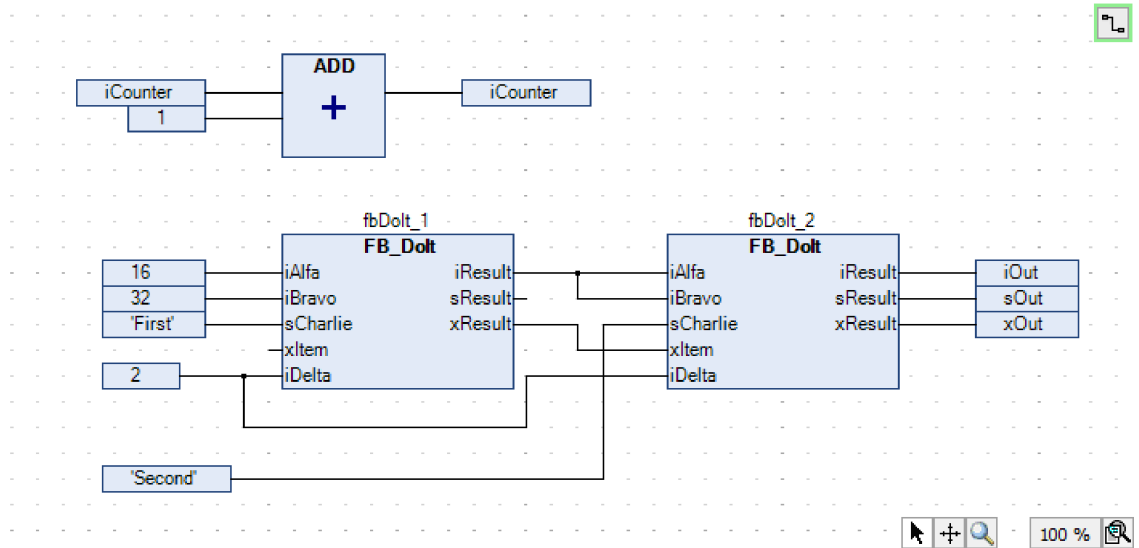 ADD
iCounter
iCounter
1
+
fbDoIt_1
fbDoIt_2
FB_DoIt
FB_DoIt
16
iAlfa
iResult
iAlfa
iResult
iOut
32
iBravo
sResult
iBravo
sResult
sOut
'First'
sCharlie
xResult
sCharlie
xResult
xOut
xItem
xItem
2
iDelta
iDelta
'Second'
100 %